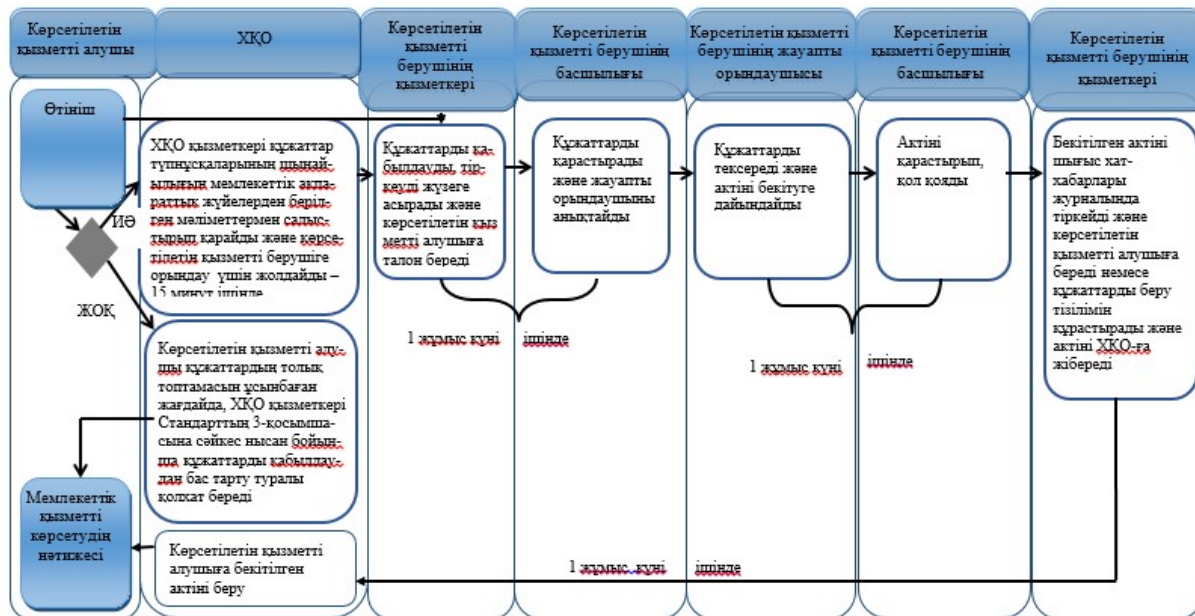 Көрсетілетін
қызметті алушы
ХҚО
Көрсетілетін
қызметті
берушінің
қызметкері
Көрсетілетін
қызметті берушінің
басшылығы
Көрсетілетін қызметті
берушінің жауапты
орындаушысы
Көрсетілетін
қызметті берушінің
басшылығы
Көрсетілетін
қызметті берушінің
қызметкері
Өтініш
ИӘ
ЖОҚ
ХҚО қызметкері құжаттар
түпнұсқаларының шынай-
ылығын мемлекеттік ақпа-
раттық жүйелерден беріл-
ген мәліметтермен салыс-
тырып қарайды және көрсе-
тілетін қызметті берушіге
орындау үшін жолдайды –
15 минут ішінде
Құжаттарды қа-
былдауды, тір-
кеуді жүзеге
асырады және
көрсетілетін қыз
метті алушыға
талон береді
Құжаттарды
қарастырады
және жауапты
орындаушыны
анықтайды
Құжаттарды
тексереді және
актіні бекітуге
дайындайды
Актіні
қарастырып,
қол қояды
Бекітілген актіні
шығыс хат-
хабарлары
журналында
тіркейді және
көрсетілетін
қызметті алушыға
береді немесе
құжаттарды беру
тізілімін
құрастырады және
актіні ХҚО-ға
жібереді
1 жұмыс күні ішінде
1 жұмыс күні ішінде
Көрсетілетін қызметті алу-
шы құжаттардың толық
топтамасын ұсынбаған
жағдайда, ХҚО қызметкері
Стандарттың 3-қосымша-
сына сәйкес нысан бойын-
ша құжаттарды қабылдау-
дан бас тарту туралы
қолхат береді
Мемлекеттік
қызметті
көрсетудің
нәтижесі
Көрсетілетін қызметті
алушыға бекітілген
актіні беру
1 жұмыс күні ішінде